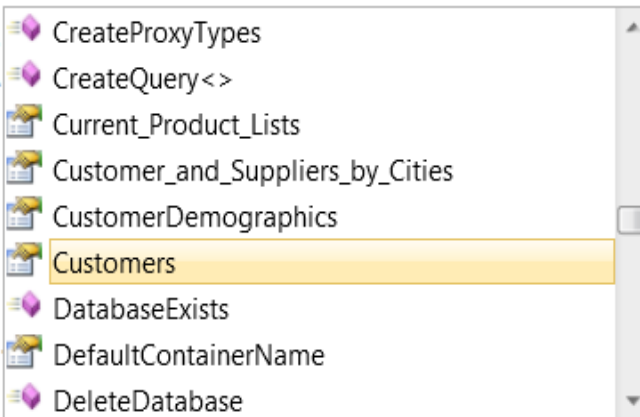 CreateProxyTypes
CreateQuery<>
Current_Product_Lists
Customer_and_Suppliers_by_Cities
CustomerDemographics
Customers
DatabaseExists
DefaultContainerName
DeleteDatabase